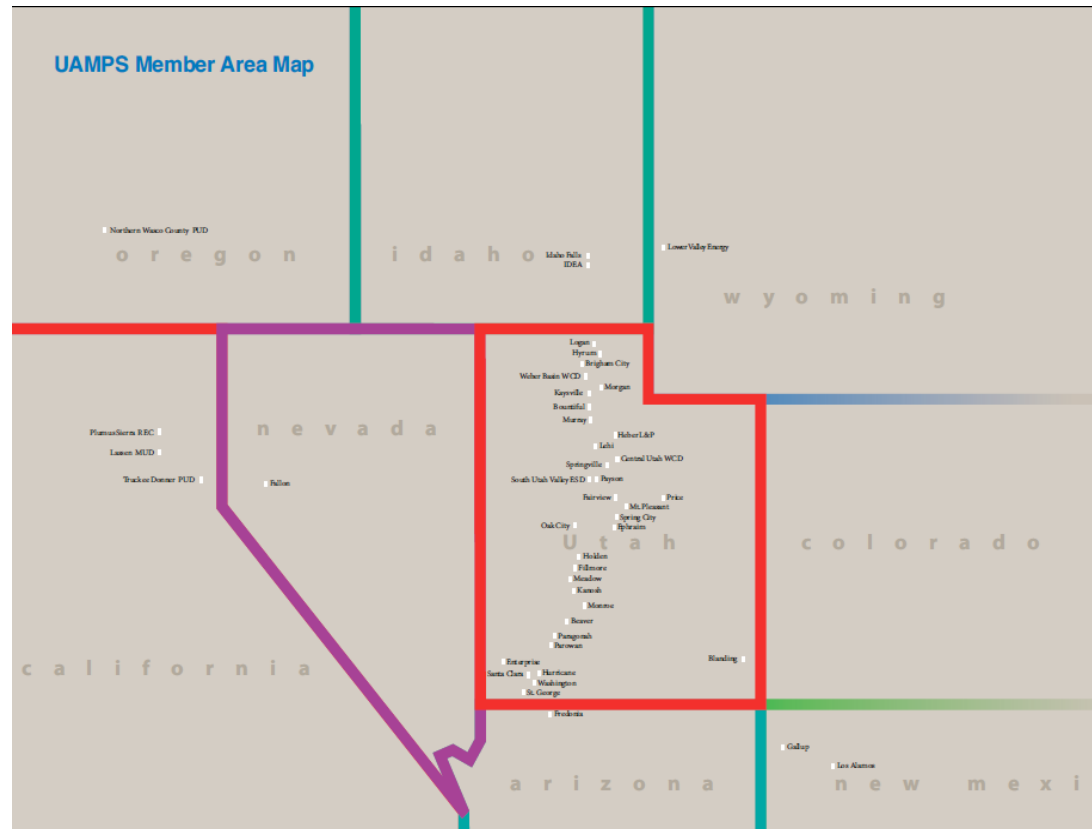 UAMPS Member Area Map
Northern Wasco County PUD
oregon
idaho
Idaho Falls
IDEA
Lower Valley Energy
wyoming
Logan
Hyrum
Brigham City
Weber Basin WCD
Morgan
Kaysville
Bountiful
Murray
nevada
Plumus Sierra REC
Heber L&P
Lehi
Lassen MUD
Central Utah WCD
Springville
Truckee Donner PUD
Fallon
South Utah Valley ESD
Payson
Fairview
Price
Mt. Pleasant
Spring City
Oak City
Ephraim
Utah
colorado
Holden
Fillmore
Meadow
Kanosh
Monroe
Beaver
Paragonah
Parowan
california
Enterprise
Blanding
Santa Clara
Hurricane
Washington
St. George
Fredonia
Gallup
Los Alamos
arizona
new mexi